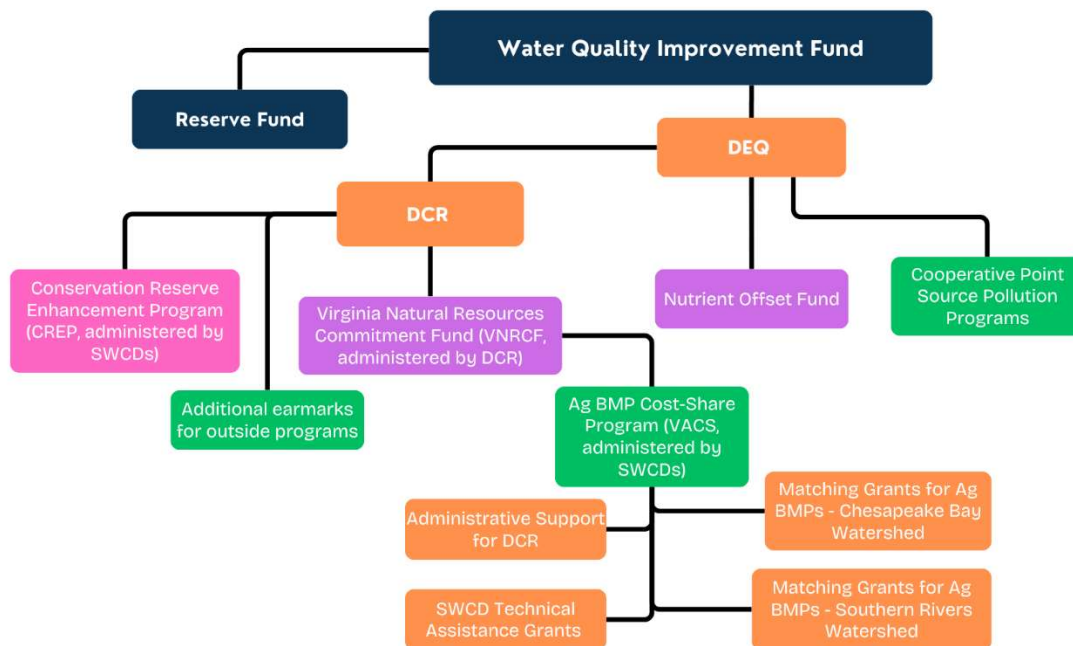 Water Quality Improvement Fund
Reserve Fund
DEQ
DCR
Conservation Reserve
Enhancement Program
(CREP, administered by
SWCDs)
Virginia Natural Resources
Commitment Fund (VNRCF,
administered by DCR)
Nutrient Offset Fund
Cooperative Point
Source Pollution
Programs
Additional earmarks
for outside programs
Ag BMP Cost-Share
Program (VACS,
administered by
SWCDs)
Administrative Support
for DCR
Matching Grants for Ag
BMPs - Chesapeake Bay
Watershed
SWCD Technical
Assistance Grants
Matching Grants for Ag
BMPs - Southern Rivers
Watershed